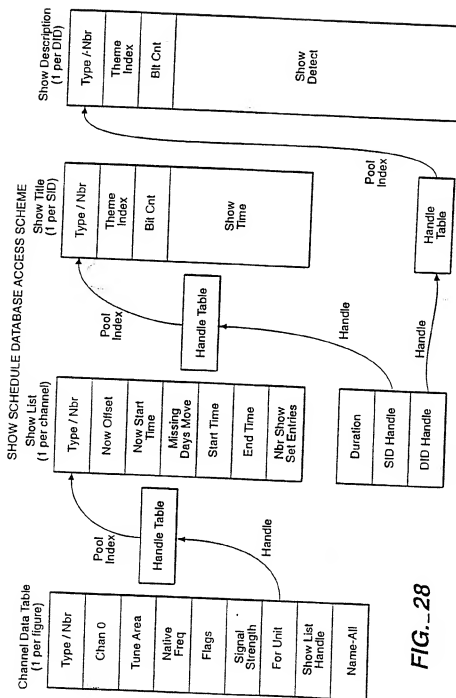 SHOW SCHEDULE DATABASE ACCESS SCHEME
Channel Data Table
(1 per figure)
Type / Nbr
Chan 0
Tune Area
Native
Freq
Flags
Signal
Strength
For Unit
Show List
Handle
Name-All
Handle
Handle Table
Pool
Index
Show List
(1 per channel)
Type / Nbr
Now Offset
Now Start
Time
Missing
Days Move
Start Time
End Time
Nbr Show
Set Entries
Duration
SID Handle
DID Handle
Handle
Handle Table
Pool
Index
Show Title
(1 per SID)
Type / Nbr
Theme
Index
Bit Cnt
Show
Time
Handle
Handle
Table
Pool
Index
Show Description
(1 per DID)
Type /-Nbr
Theme
Index
Blt Cnt
Show
Detect
FIG._28